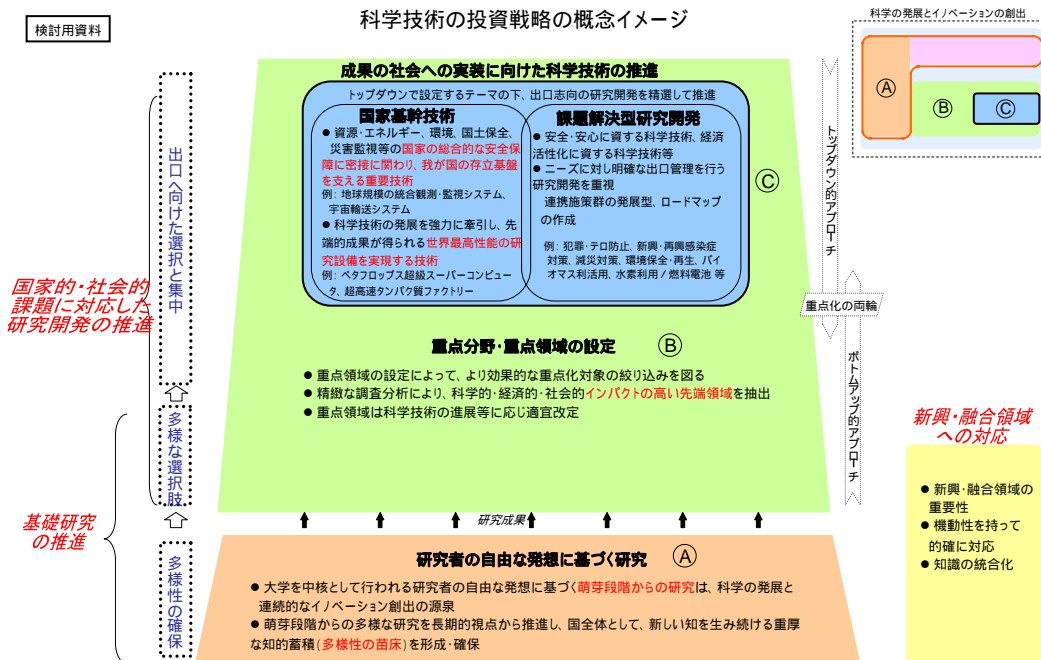 検討用資料
科学技術の投資戦略の概念イメージ
科学の発展とイノベーションの創出
Ⓐ
Ⓑ
Ⓒ
成果の社会への実装に向けた科学技術の推進
トップダウンで設定するテーマの下、出口志向の研究開発を精選して推進
国家基幹技術
● 資源・エネルギー、環境、国土保全、
災害監視等の国家の総合的な安全保
障に密接に関わり、我が国の存立基盤
を支える重要技術
例：地球規模の統合観測・監視システム、
宇宙輸送システム
● 科学技術の発展を強力に牽引し、先
端的成果が得られる世界最高性能の研
究設備を実現する技術
例：ペタフロップス超級スーパーコンピュー
タ、超高速タンパク質ファクトリー
課題解決型研究開発
● 安全・安心に資する科学技術、経済
活性化に資する科学技術等
● ニーズに対し明確な出口管理を行う
研究開発を重視
連携施策群の発展型、ロードマップ
の作成
例：犯罪・テロ防止、新興・再興感染症
対策、減災対策、環境保全・再生、バイ
オマス利活用、水素利用/燃料電池 等
Ⓒ
重点分野・重点領域の設定 Ⓑ
● 重点領域の設定によって、より効果的な重点化対象の絞り込みを図る
● 精緻な調査分析により、科学的・経済的・社会的インパクトの高い先端領域を抽出
● 重点領域は科学技術の進展等に応じ適宜改定
研究成果
研究者の自由な発想に基づく研究 Ⓐ
● 大学を中核として行われる研究者の自由な発想に基づく萌芽段階からの研究は、科学の発展と
連続的なイノベーション創出の源泉
● 萌芽段階からの多様な研究を長期的視点から推進し、国全体として、新しい知を生み続ける重厚
な知的蓄積(多様性の苗床)を形成・確保
出口へ向けた選択と集中
多様な選択肢
多様性の確保
国家的・社会的
課題に対応した
研究開発の推進
基礎研究
の推進
トップダウン的アプローチ
重点化の両輪
ボトムアップ的アプローチ
新興・融合領域
への対応
● 新興・融合領域の
重要性
● 機動性を持って
的確に対応
● 知識の統合化